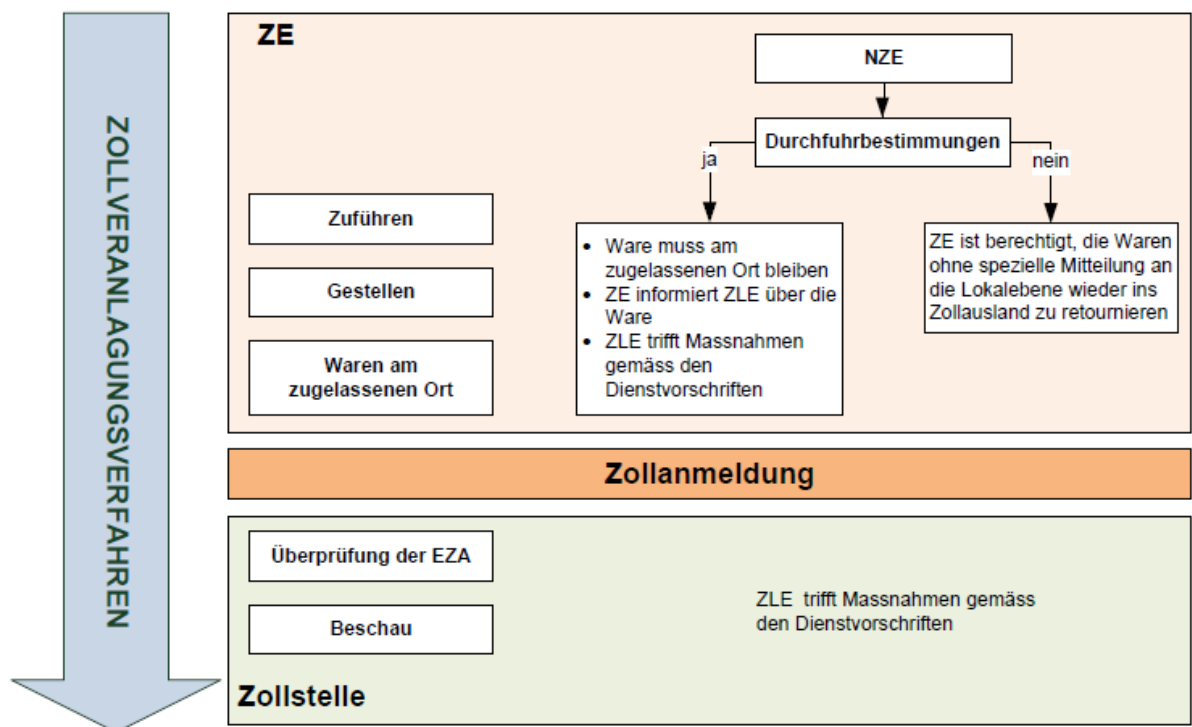 ZOLLVERANLAGUNGSVERFAHREN
ZE
NZE
Durchfuhrbestimmungen
ja
nein
Zuführen
Gestellen
Waren am
zugelassenen Ort
• Ware muss am
zugelassenen Ort bleiben
• ZE informiert ZLE über die
Ware
• ZLE trifft Massnahmen
gemäss den
Dienstvorschriften
ZE ist berechtigt, die Waren
ohne spezielle Mitteilung an
die Lokalebene wieder ins
Zollausland zu retournieren
Zollanmeldung
Überprüfung der EZA
Beschau
ZLE trifft Massnahmen gemäss
den Dienstvorschriften
Zollstelle